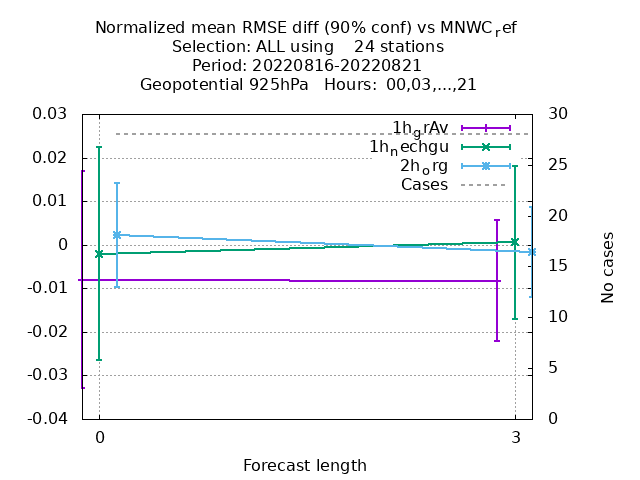 Normalized mean RMSE diff (90% conf) vs MNWC_ref
Selection: ALL using    24 stations
Period: 20220816-20220821
Geopotential 925hPa   Hours: 00,03,...,21
0.03
0.02
0.01
0
-0.01
-0.02
-0.03
-0.04
30
25
20
15
10
5
0
1h_grAv
1h_nechgu
2h_org
Cases
No cases
0
3
Forecast length